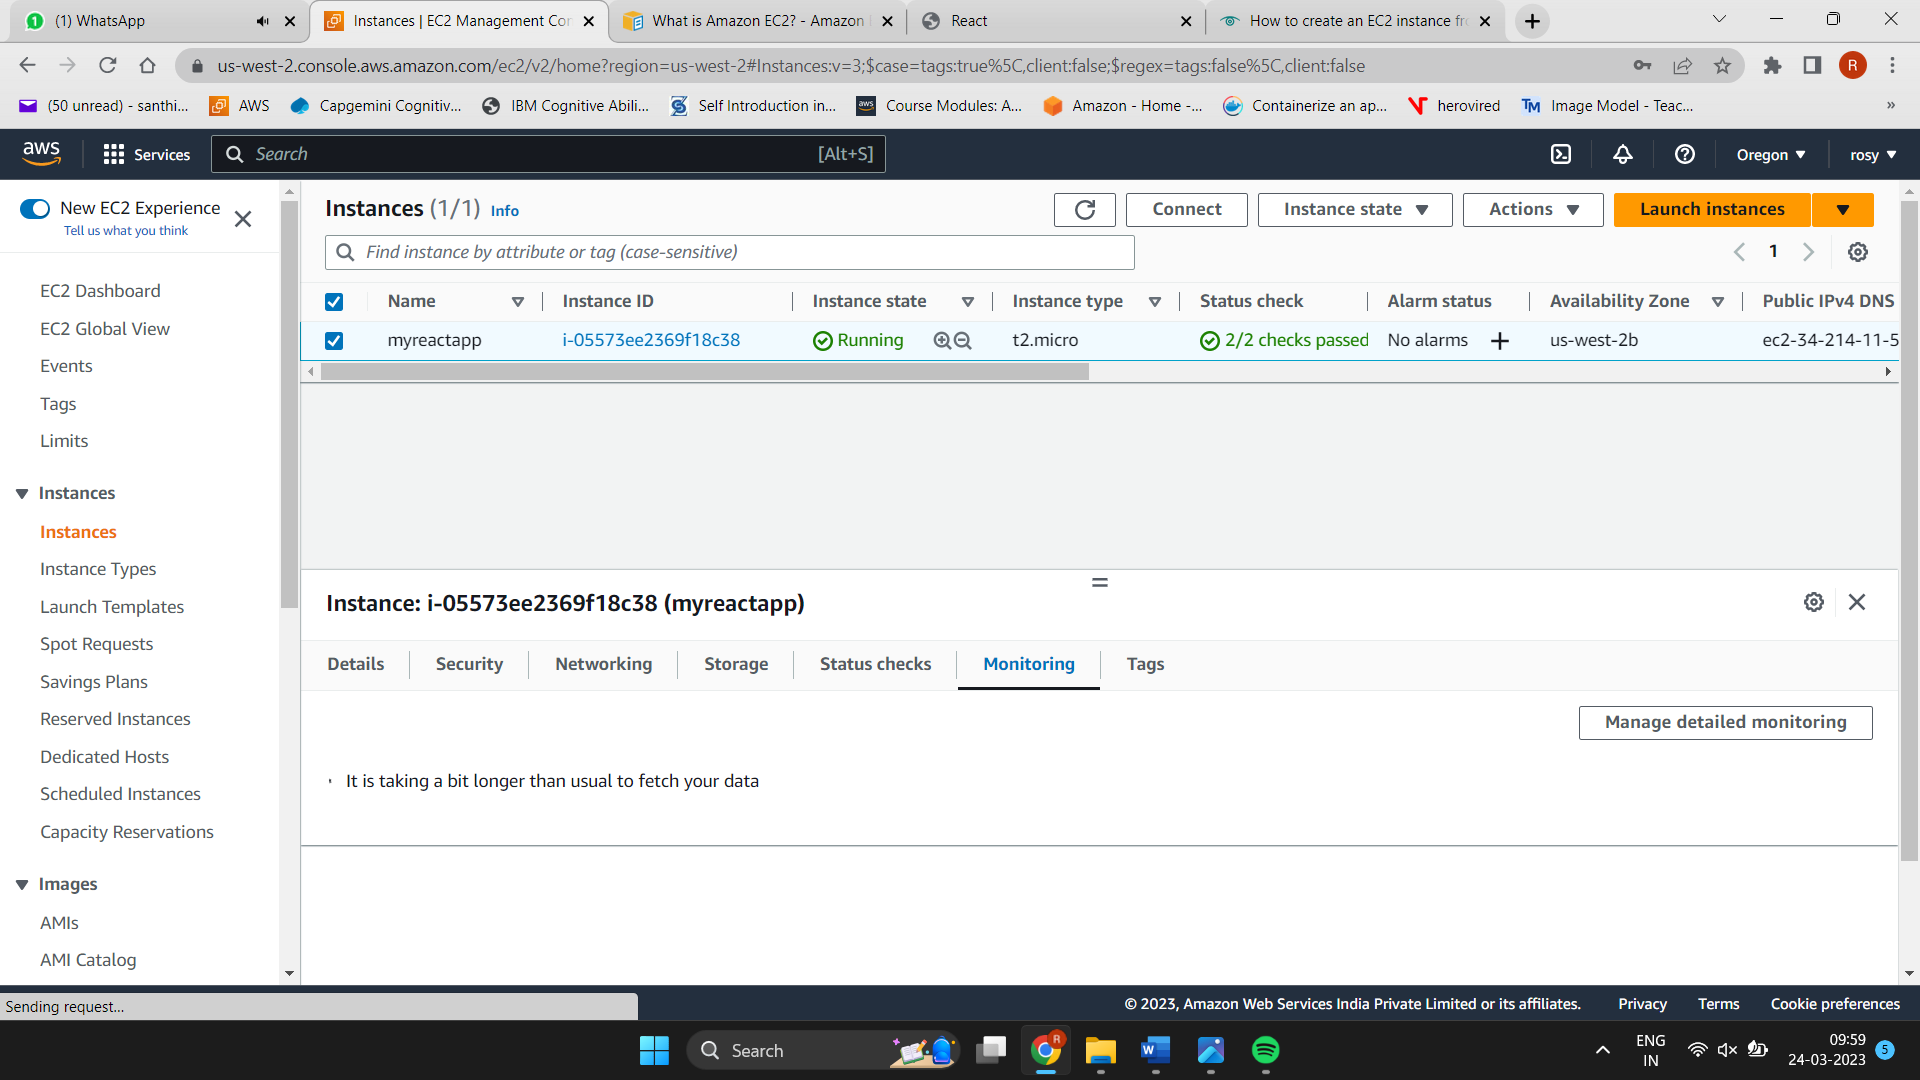 (1) WhatsApp
Instances | EC2 Management Con
What is Amazon EC2? - Amazon
React
How to create an EC2 instance fr
us-west-2.console.aws.amazon.com/ec2/v2/home?region=us-west-2#Instances:v=3;$case=tags:true%5C,client:false;$regex=tags:false%5C,client:false
R
(50 unread) - santhi...
AWS
Capgemini Cognitiv...
IBM Cognitive Abili...
Self Introduction in...
aws
Course Modules: A...
Amazon - Home -...
Containerize an ap...
herovired
TM
Image Model - Teac...
»
aws
Services
Search
[Alt+S]
Oregon
rosy
New EC2 Experience
Tell us what you think
EC2 Dashboard
EC2 Global View
Events
Tags
Limits
Instances
Instances
Instance Types
Launch Templates
Spot Requests
Savings Plans
Reserved Instances
Dedicated Hosts
Scheduled Instances
Capacity Reservations
Images
AMIs
AMI Catalog
Instances (1/1) Info
Connect
Instance state
Actions
Launch instances
Find instance by attribute or tag (case-sensitive)
1
Name Instance ID Instance state Instance type Status check Alarm status Availability Zone Public IPv4 DNS
myreactapp i-05573ee2369f18c38 Running t2.micro 2/2 checks passed No alarms + us-west-2b ec2-34-214-11-5
Instance: i-05573ee2369f18c38 (myreactapp)
Details Security Networking Storage Status checks Monitoring Tags
Manage detailed monitoring
It is taking a bit longer than usual to fetch your data
Sending request...
© 2023, Amazon Web Services India Private Limited or its affiliates. Privacy Terms Cookie preferences
Search
R
W
ENG
IN
09:59
24-03-2023
5